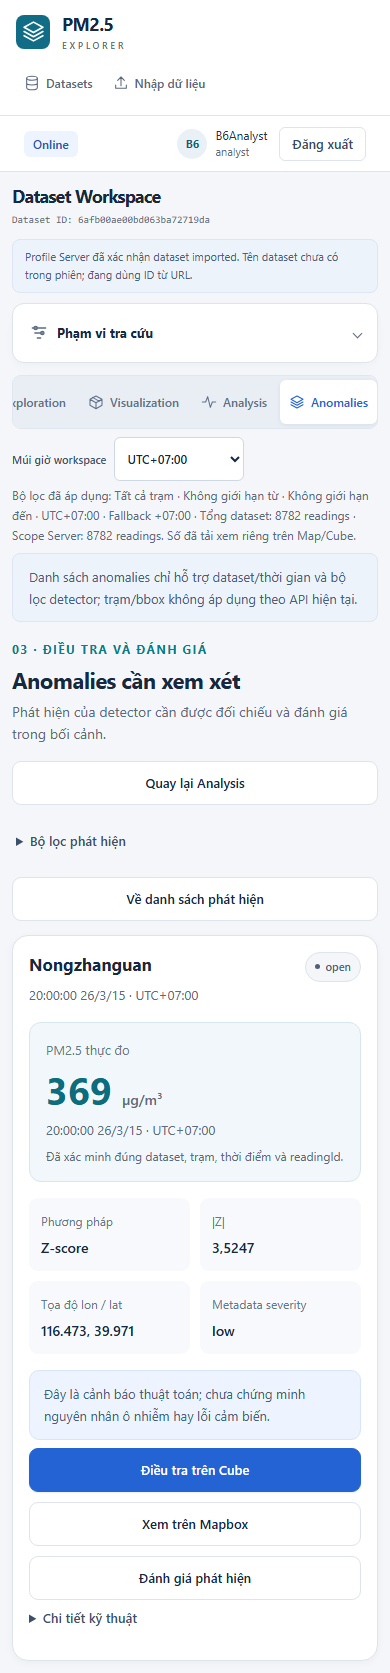 PM2.5
EXPLORER
Datasets
Nhập dữ liệu
Online
B6
B6Analyst
analyst
Đăng xuất
Dataset Workspace
Dataset ID: 6afb00ae00bd063ba72719da
Profile Server đã xác nhận dataset imported. Tên dataset chưa có
trong phiên; đang dùng ID từ URL.
Phạm vi tra cứu
xploration
Visualization
Analysis
Anomalies
Múi giờ workspace
UTC+07:00
Bộ lọc đã áp dụng: Tất cả trạm · Không giới hạn từ · Không giới hạn
đến · UTC+07:00 · Fallback +07:00 · Tổng dataset: 8782 readings ·
Scope Server: 8782 readings. Số đã tải xem riêng trên Map/Cube.
Danh sách anomalies chỉ hỗ trợ dataset/thời gian và bộ
lọc detector; trạm/bbox không áp dụng theo API hiện tại.
03 · ĐIỀU TRA VÀ ĐÁNH GIÁ
Anomalies cần xem xét
Phát hiện của detector cần được đối chiếu và đánh giá
trong bối cảnh.
Quay lại Analysis
Bộ lọc phát hiện
Về danh sách phát hiện
Nongzhanguan
open
20:00:00 26/3/15 · UTC+07:00
PM2.5 thực đo
369 µg/m³
20:00:00 26/3/15 · UTC+07:00
Đã xác minh đúng dataset, trạm, thời điểm và readingId.
Phương pháp
Z-score
|Z|
3,5247
Tọa độ lon / lat
116.473, 39.971
Metadata severity
low
Đây là cảnh báo thuật toán; chưa chứng minh
nguyên nhân ô nhiễm hay lỗi cảm biến.
Điều tra trên Cube
Xem trên Mapbox
Đánh giá phát hiện
Chi tiết kỹ thuật